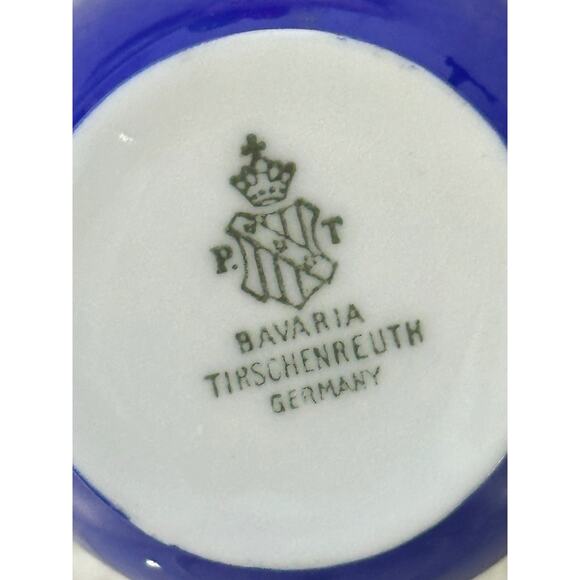 P. T
BAVARIA
TIRSCHENREUTH
GERMANY